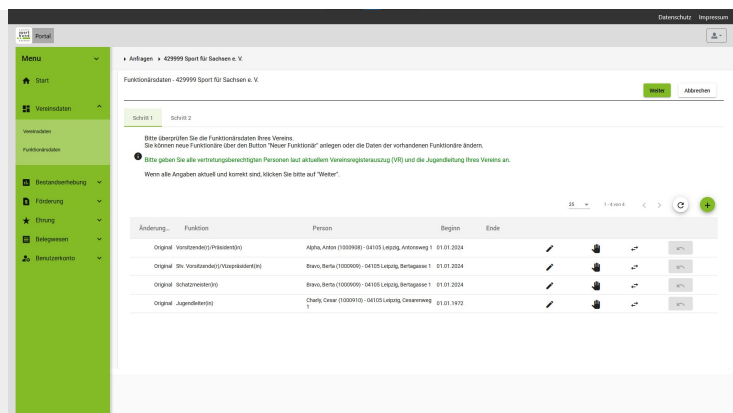 Datenschutz Impressum
sport bund
Portal
Menu
Start
Vereinsdaten
Vereinsdaten
Funktionärsdaten
Bestandserhebung
Förderung
Ehrung
Belegwesen
Benutzerkonto
Anfragen 429999 Sport für Sachsen e. V.
Funktionärsdaten - 429999 Sport für Sachsen e. V.
Weiter Abbrechen
Schritt 1 Schritt 2
Bitte überprüfen Sie die Funktionärsdaten Ihres Vereins.
Sie können neue Funktionäre über den Button "Neuer Funktionär" anlegen oder die Daten der vorhandenen Funktionäre ändern.
Bitte geben Sie alle vertretungsberechtigten Personen laut aktuellem Vereinsregisterauszug (VR) und die Jugendleitung Ihres Vereins an.
Wenn alle Angaben aktuell und korrekt sind, klicken Sie bitte auf "Weiter".
25 1 - 4 von 4
Änderung... Funktion Person Beginn Ende
Original Vorsitzende(r)/Präsident(in) Alpha, Anton (1000908) - 04105 Leipzig, Antonsweg 1 01.01.2024
Original Stv. Vorsitzende(r)/Vizepräsident(in) Bravo, Berta (1000909) - 04105 Leipzig, Bertagasse 1 01.01.2024
Original Schatzmeister(in) Bravo, Berta (1000909) - 04105 Leipzig, Bertagasse 1 01.01.2024
Original Jugendleiter(in) Charly, Cesar (1000910) - 04105 Leipzig, Cesarenweg 1 01.01.1972